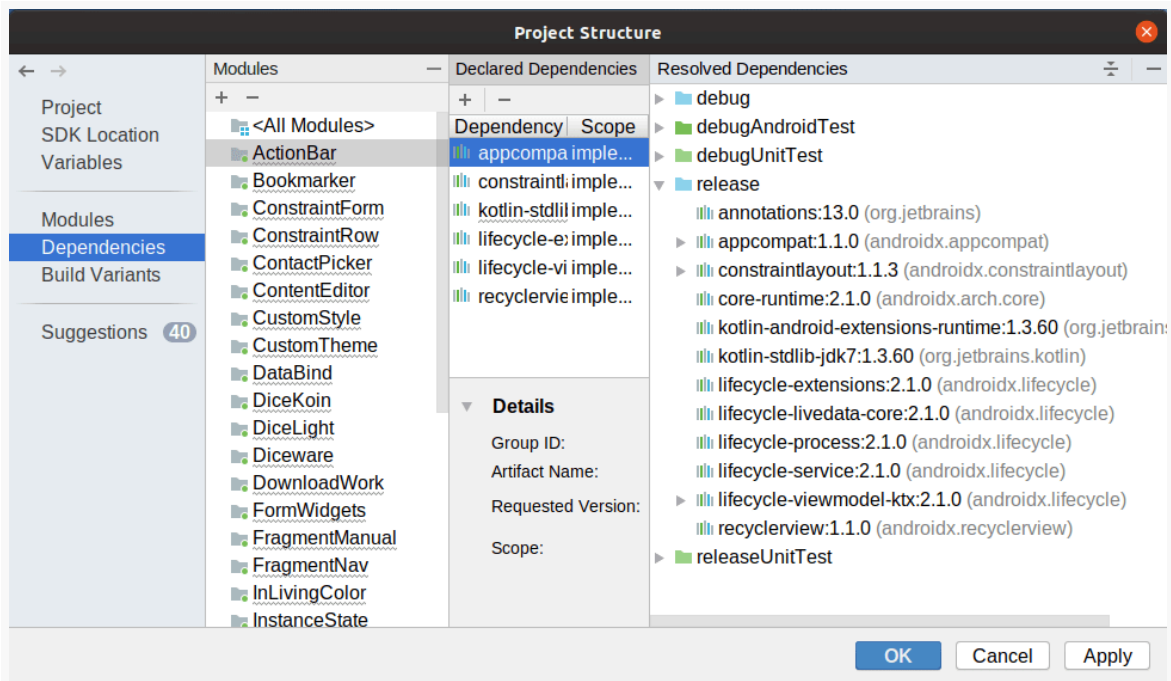 Project Structure
Project
SDK Location
Variables
Modules
Dependencies
Build Variants
Suggestions 40
Modules
<All Modules>
ActionBar
Bookmarker
ConstraintForm
ConstraintRow
ContactPicker
ContentEditor
CustomStyle
CustomTheme
DataBind
DiceKoin
DiceLight
Diceware
DownloadWork
FormWidgets
FragmentManual
FragmentNav
InLivingColor
InstanceState
Declared Dependencies
Dependency Scope
appcompa imple...
constraintl imple...
kotlin-stdlil imple...
lifecycle-e imple...
lifecycle-vi imple...
recyclervie imple...
Details
Group ID:
Artifact Name:
Requested Version:
Scope:
Resolved Dependencies
debug
debugAndroidTest
debugUnitTest
release
annotations:13.0 (org.jetbrains)
appcompat:1.1.0 (androidx.appcompat)
constraintlayout:1.1.3 (androidx.constraintlayout)
core-runtime:2.1.0 (androidx.arch.core)
kotlin-android-extensions-runtime:1.3.60 (org.jetbrains
kotlin-stdlib-jdk7:1.3.60 (org.jetbrains.kotlin)
lifecycle-extensions:2.1.0 (androidx.lifecycle)
lifecycle-livedata-core:2.1.0 (androidx.lifecycle)
lifecycle-process:2.1.0 (androidx.lifecycle)
lifecycle-service:2.1.0 (androidx.lifecycle)
lifecycle-viewmodel-ktx:2.1.0 (androidx.lifecycle)
recyclerview:1.1.0 (androidx.recyclerview)
releaseUnitTest
OK Cancel Apply